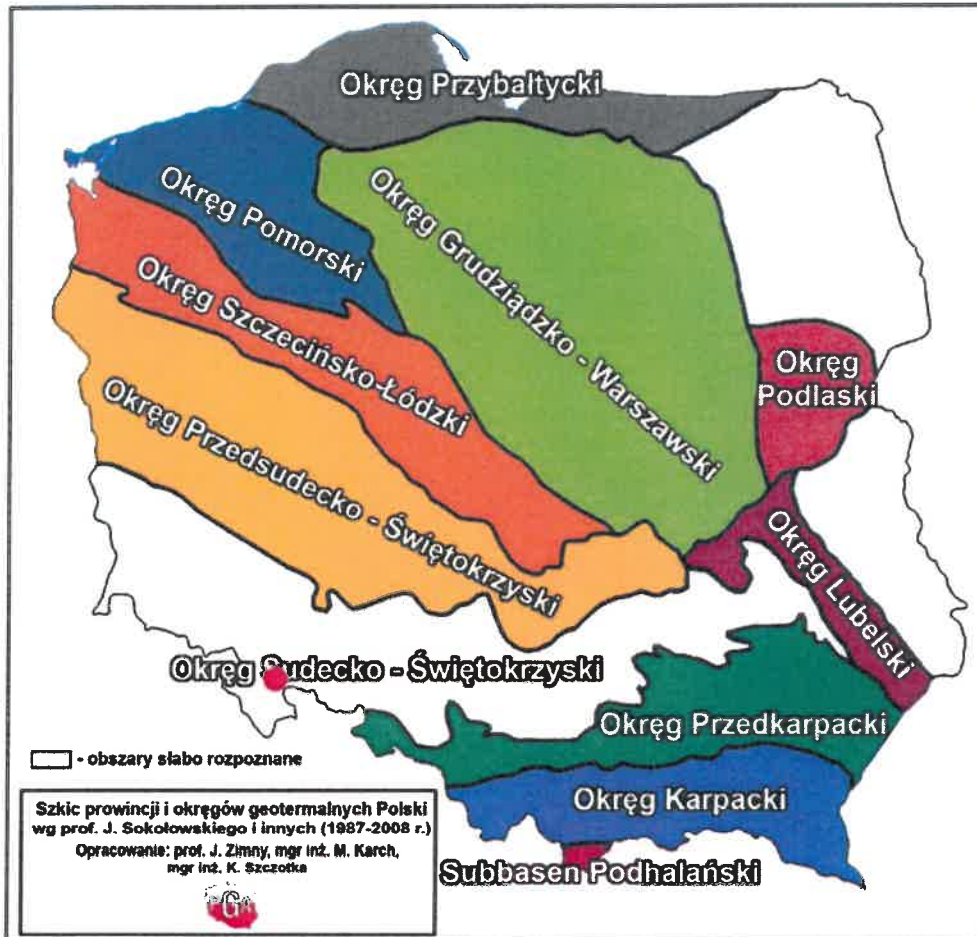 Okręg Przybałtycki
Okręg Pomorski
Okręg Grudziądzko - Warszawski
Okręg Szczecińsko-Łódzki
Okręg Podlaski
Okręg Przedsudecko - Świętokrzyski
Okręg Lubelski
Okręg Sudecko - Świętokrzyski
Okręg Przedkarpacki
- obszary słabo rozpoznane
Okręg Karpacki
Szkic prowincji i okręgów geotermalnych Polski
wg prof. J. Sokołowskiego i innych (1987-2008 r.)
Opracowanie: prof. J. Zimny, mgr inż. M. Karch,
mgr inż. K. Szczotka
Subbasen Podhalański